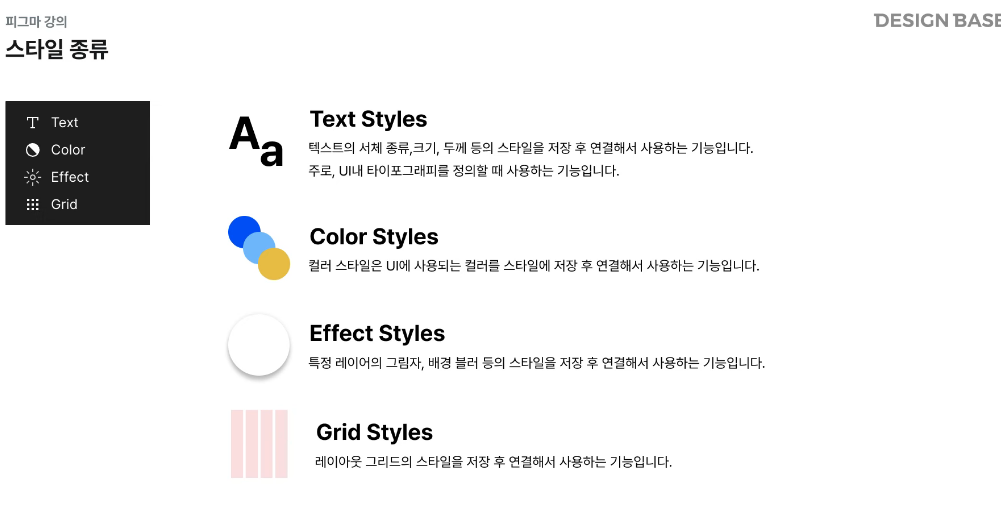 피그마 강의
DESIGN BASE
스타일 종류
Text
Color
Effect
Grid
Aa
Text Styles
텍스트의 서체 종류,크기, 두께 등의 스타일을 저장 후 연결해서 사용하는 기능입니다.
주로, UI내 타이포그래피를 정의할 때 사용하는 기능입니다.
Color Styles
컬러 스타일은 UI에 사용되는 컬러를 스타일에 저장 후 연결해서 사용하는 기능입니다.
Effect Styles
특정 레이어의 그림자, 배경 블러 등의 스타일을 저장 후 연결해서 사용하는 기능입니다.
Grid Styles
레이아웃 그리드의 스타일을 저장 후 연결해서 사용하는 기능입니다.